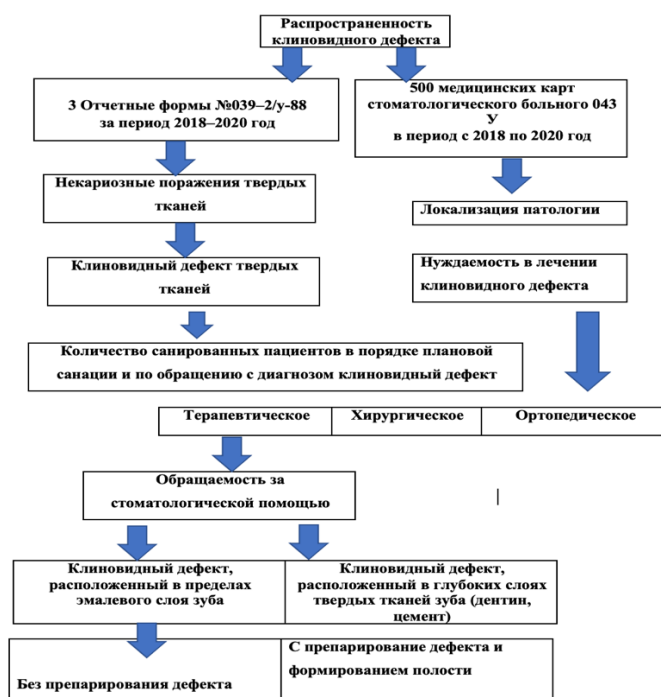 Распространенность
клиновидного дефекта
3 Отчетные формы №039–2/у-88
за период 2018–2020 год
500 медицинских карт
стоматологического больного 043
У
в период с 2018 по 2020 год
Некариозные поражения твердых
тканей
Локализация патологии
Клиновидный дефект твердых
тканей
Нуждаемость в лечении
клиновидного дефекта
Количество санированных пациентов в порядке плановой
санации и по обращению с диагнозом клиновидный дефект
Терапевтическое
Хирургическое
Ортопедическое
Обращаемость за
стоматологической помощью
Клиновидный дефект,
расположенный в пределах
эмалевого слоя зуба
Клиновидный дефект,
расположенный в глубоких слоях
твердых тканей зуба (дентин,
цемент)
Без препарирования дефекта
С препарирование дефекта и
формированием полости